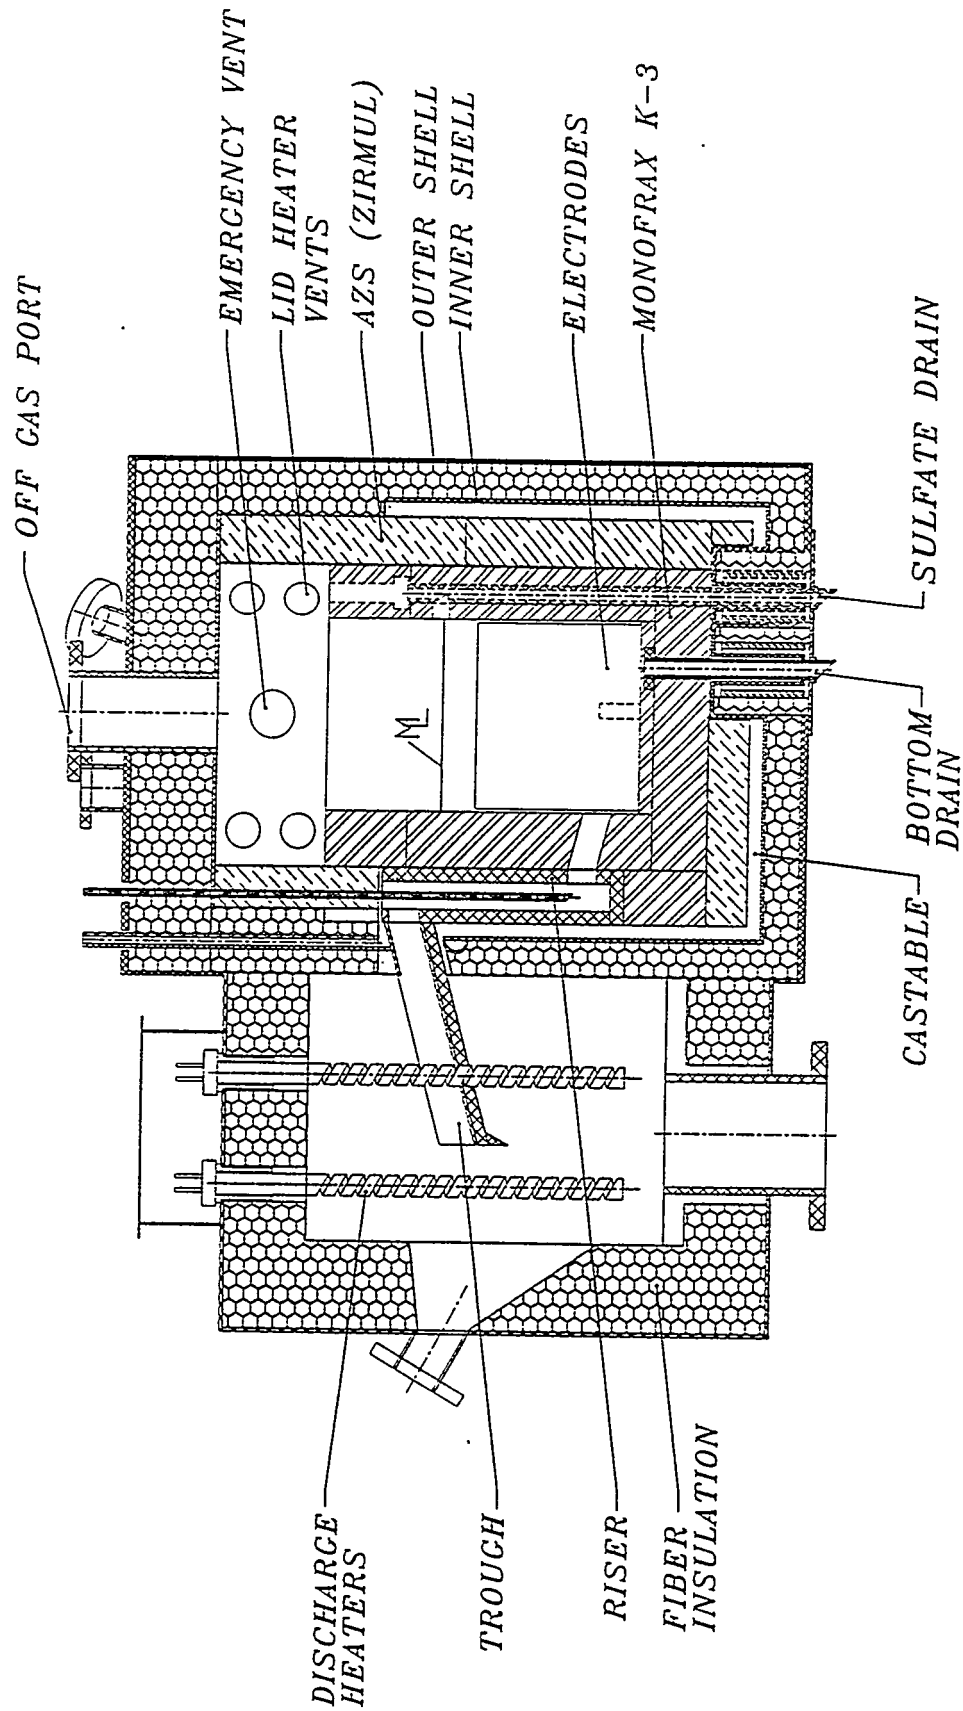 OFF GAS PORT
EMERGENCY VENT
LID HEATER
VENTS
AZS (ZIRMUL)
OUTER SHELL
INNER SHELL
ELECTRODES
MONOFRAX K-3
SULFATE DRAIN
BOTTOM
DRAIN
CASTABLE
ML
DISCHARGE
HEATERS
TROUGH
RISER
FIBER
INSULATION